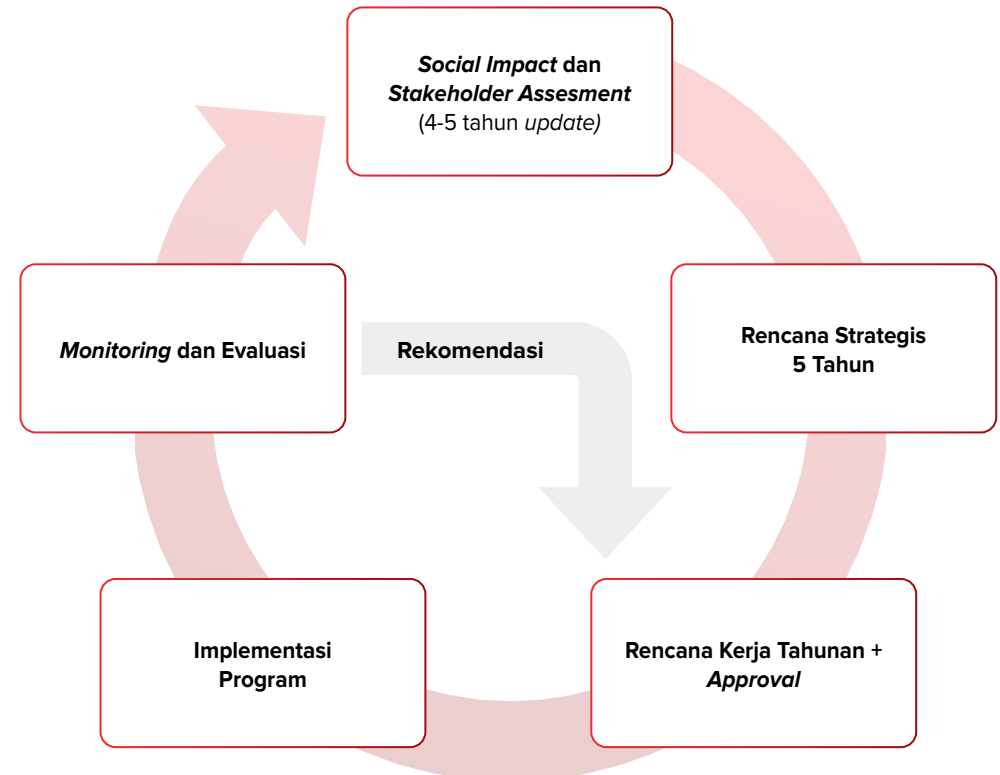 Social Impact dan
Stakeholder Assesment
(4-5 tahun update)
Monitoring dan Evaluasi
Rekomendasi
Rencana Strategis
5 Tahun
Implementasi
Program
Rencana Kerja Tahunan +
Approval